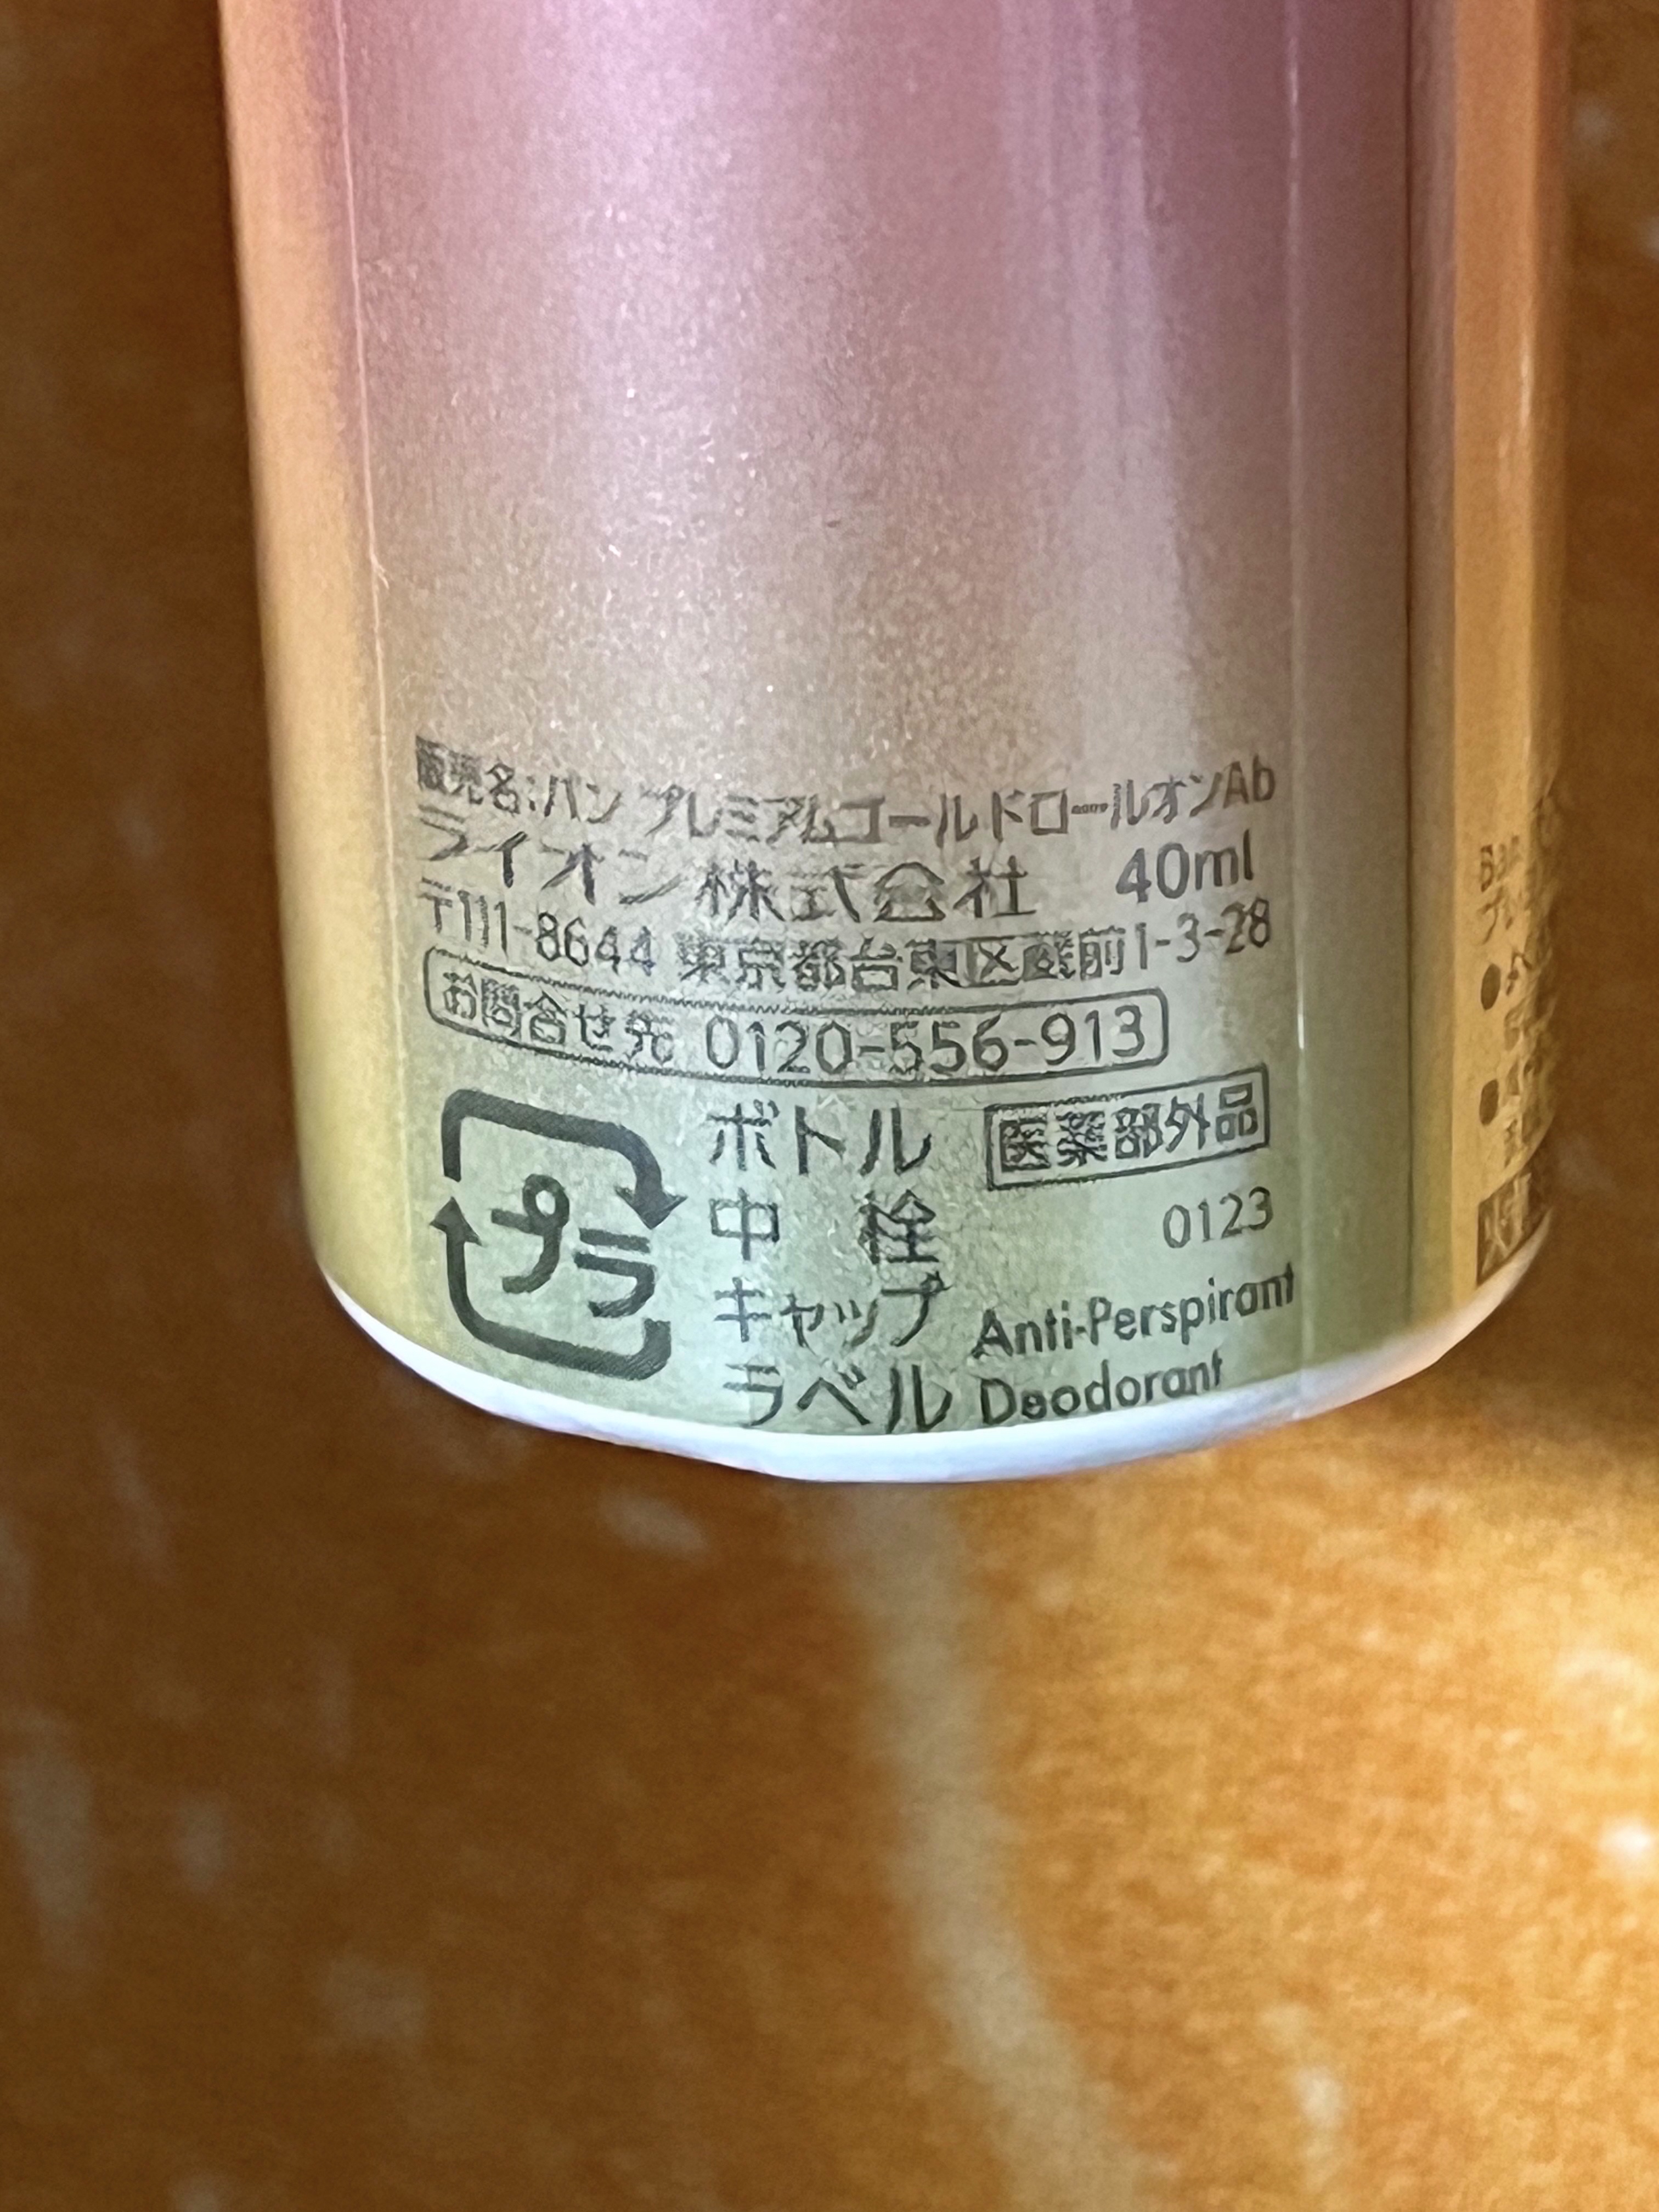 販売名:バン プレミアムゴールドロールオンAb
ライオン株式会社 40ml
〒111-8644 東京都台東区蔵前1-3-28
お問合せ先 0120-556-913
プラ
ボトル
中 栓
キャップ
ラベル
医薬部外品
0123
Anti-Perspirant
Deodorant